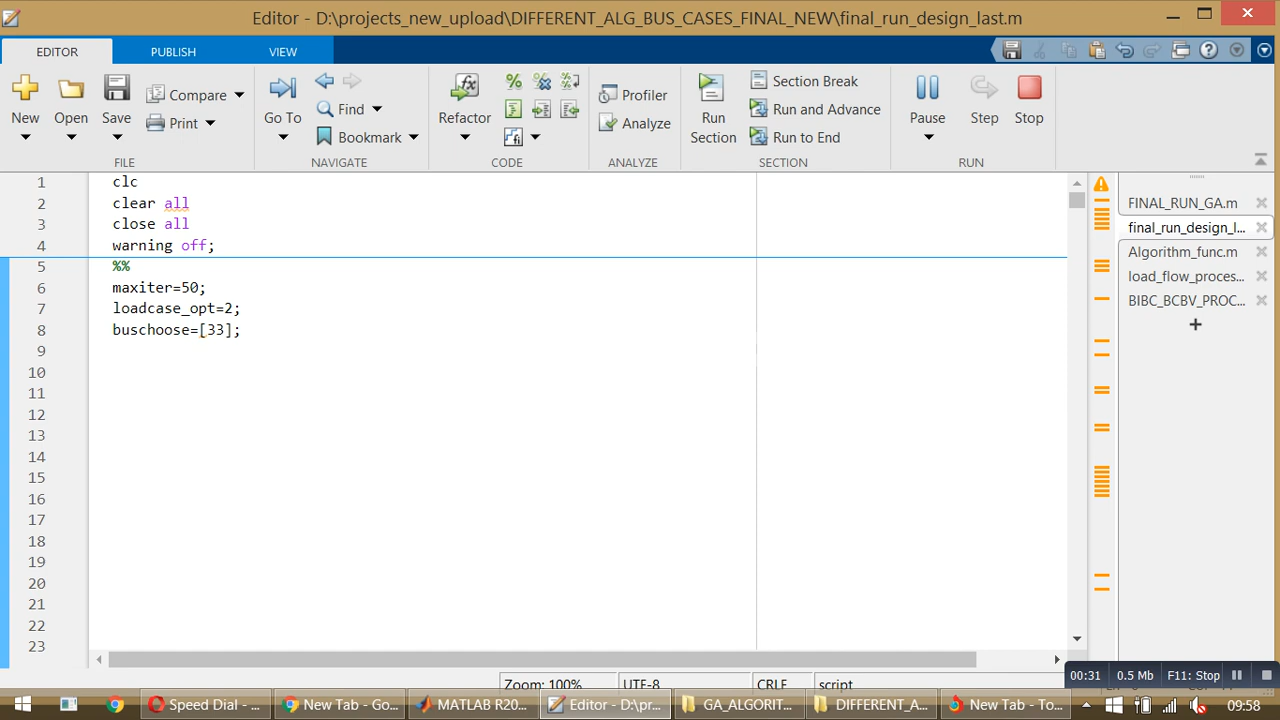 Editor - D:\projects_new_upload\DIFFERENT_ALG_BUS_CASES_FINAL_NEW\final_run_design_last.m
EDITOR PUBLISH VIEW
New Open Save Compare Print
Go To Find Bookmark
Refactor
Profiler Analyze
Run Section Section Break Run and Advance Run to End
Pause Step Stop
FILE NAVIGATE CODE ANALYZE SECTION RUN
FINAL_RUN_GA.m
final_run_design_l...
Algorithm_func.m
load_flow_proces...
BIBC_BCBV_PROC...
1 clc
2 clear all
3 close all
4 warning off;
5 %%
6 maxiter=50;
7 loadcase_opt=2;
8 buschoose=[33];
9
10
11
12
13
14
15
16
17
18
19
20
21
22
23
Zoom: 100% UTF-8 CRLF script
00:31 0.5 Mb F11: Stop
Speed Dial - ... New Tab - Go... MATLAB R20... Editor - D:\pr... GA_ALGORIT... DIFFERENT_A... New Tab - To... 09:58